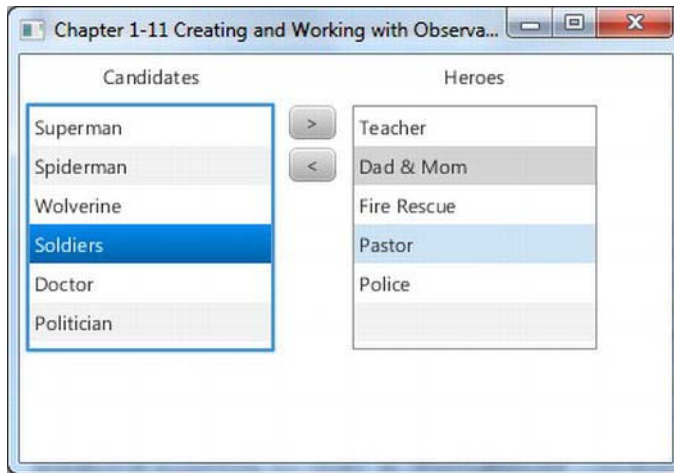 Chapter 1-11 Creating and Working with Observa...
Candidates
Heroes
Superman
Spiderman
Wolverine
Soldiers
Doctor
Politician
>
<
Teacher
Dad & Mom
Fire Rescue
Pastor
Police